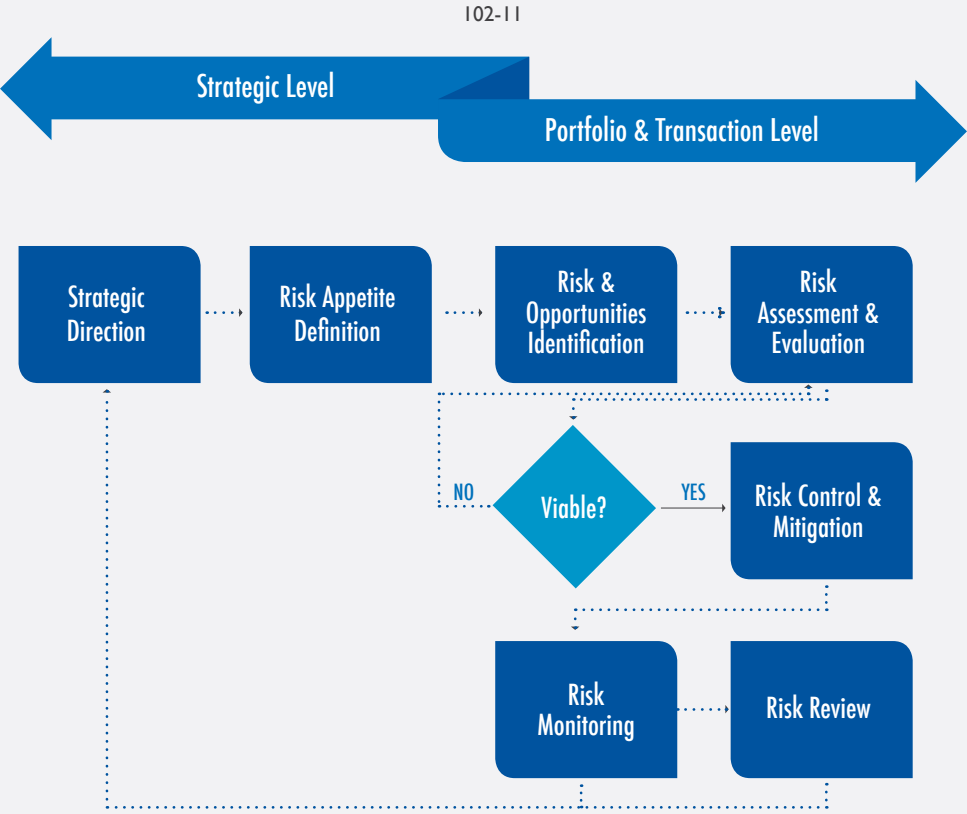 102-11
Strategic Level
Portfolio & Transaction Level
Strategic
Direction
Risk Appetite
Definition
Risk &
Opportunities
Identification
Risk
Assessment &
Evaluation
NO
Viable?
YES
Risk Control &
Mitigation
Risk
Monitoring
Risk Review